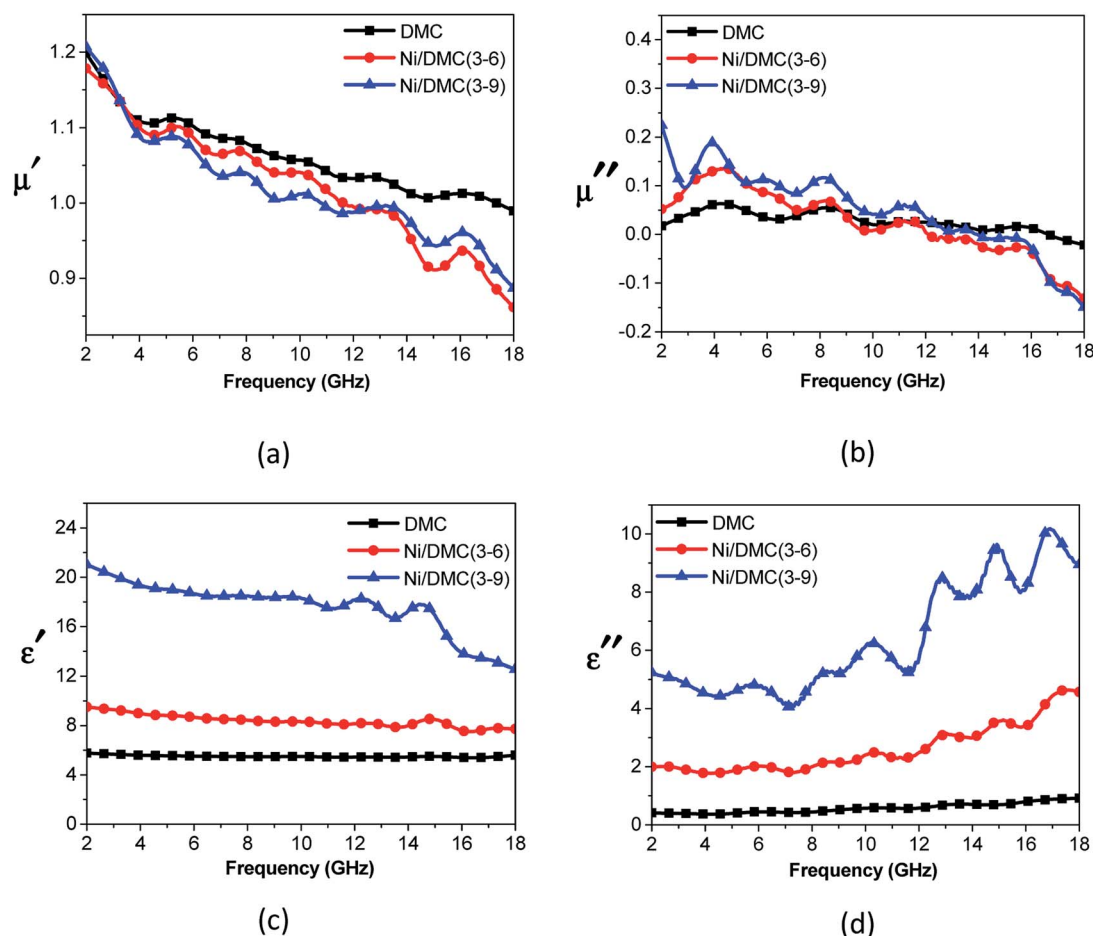 DMC
Ni/DMC(3-6)
Ni/DMC(3-9)
μ′
1.2
1.1
1.0
0.9
2 4 6 8 10 12 14 16 18
Frequency (GHz)
(a)
DMC
Ni/DMC(3-6)
Ni/DMC(3-9)
μ″
0.4
0.3
0.2
0.1
0.0
-0.1
-0.2
2 4 6 8 10 12 14 16 18
Frequency (GHz)
(b)
DMC
Ni/DMC(3-6)
Ni/DMC(3-9)
ε′
24
20
16
12
8
4
0
2 4 6 8 10 12 14 16 18
Frequency (GHz)
(c)
DMC
Ni/DMC(3-6)
Ni/DMC(3-9)
ε″
10
8
6
4
2
0
2 4 6 8 10 12 14 16 18
Frequency (GHz)
(d)